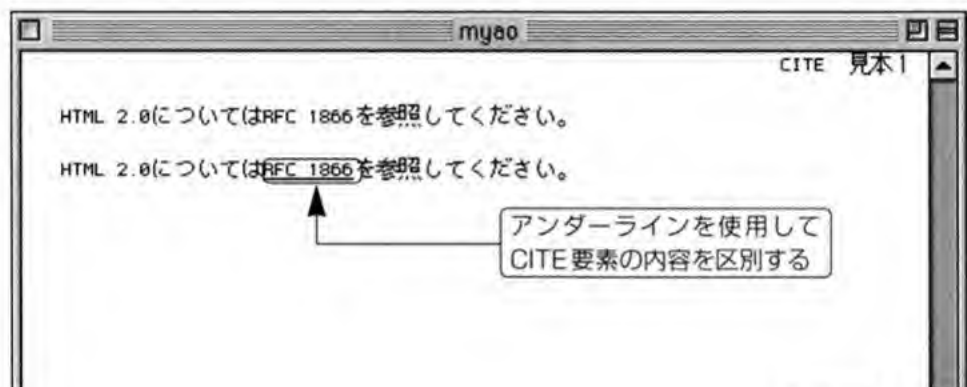 myao
CITE 見本1
HTML 2.0についてはRFC 1866を参照してください。
HTML 2.0についてはRFC 1866を参照してください。
アンダーラインを使用して
CITE要素の内容を区別する